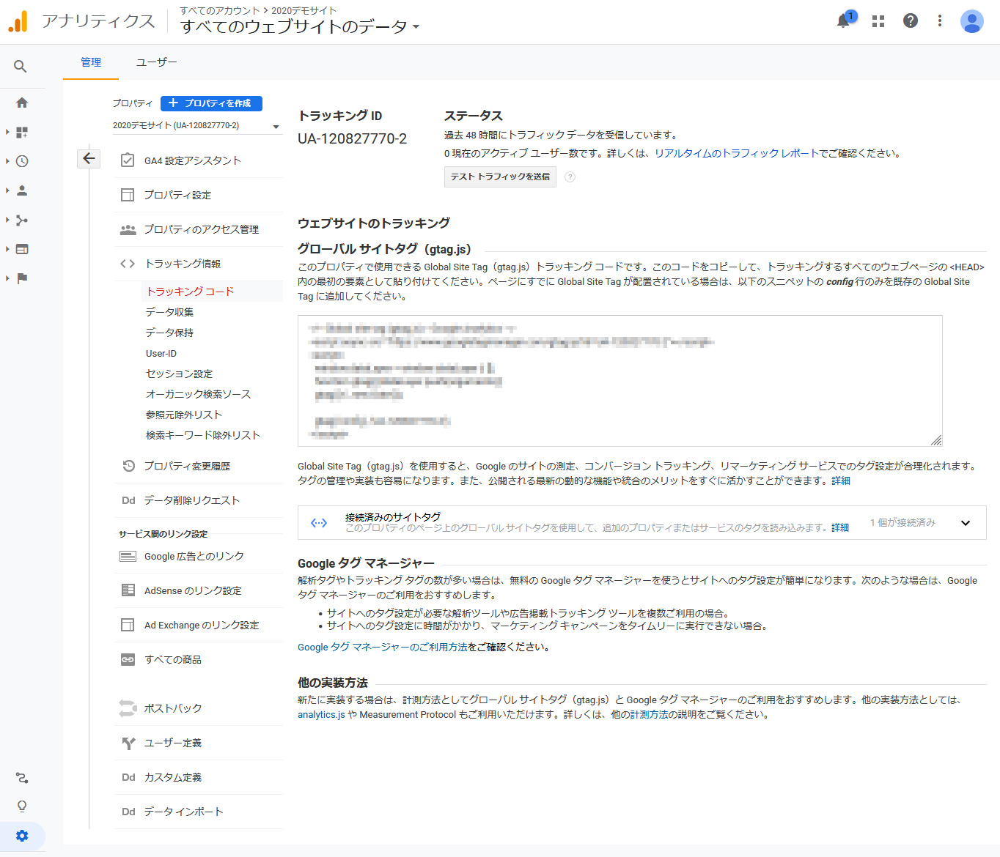 アナリティクス
すべてのアカウント > 2020デモサイト
すべてのウェブサイトのデータ
1
管理
ユーザー
プロパティ
プロパティを作成
2020デモサイト (UA-120827770-2)
GA4 設定アシスタント
プロパティ設定
プロパティのアクセス管理
トラッキング情報
トラッキング コード
データ収集
データ保持
User-ID
セッション設定
オーガニック検索ソース
参照元除外リスト
検索キーワード除外リスト
プロパティ変更履歴
Dd データ削除リクエスト
サービス間のリンク設定
Google 広告とのリンク
AdSense のリンク設定
Ad Exchange のリンク設定
すべての商品
ポストバック
ユーザー定義
Dd カスタム定義
Dd データ インポート
トラッキング ID
UA-120827770-2
ステータス
過去 48 時間にトラフィック データを受信しています。
0 現在のアクティブ ユーザー数です。詳しくは、リアルタイムのトラフィック レポートでご確認ください。
テスト トラフィックを送信
?
ウェブサイトのトラッキング
グローバル サイトタグ（gtag.js）
このプロパティで使用できる Global Site Tag（gtag.js）トラッキング コードです。このコードをコピーして、トラッキングするすべてのウェブページの <HEAD>
内の最初の要素として貼り付けてください。ページにすでに Global Site Tag が配置されている場合は、以下のスニペットの config 行のみを既存の Global Site
Tag に追加してください。
Global Site Tag（gtag.js）を使用すると、Google のサイトの測定、コンバージョン トラッキング、リマーケティング サービスでのタグ設定が合理化されます。
タグの管理や実装も容易になります。また、公開される最新の動的な機能や統合のメリットをすぐに活かすことができます。詳細
接続済みのサイトタグ
このプロパティのページ上のグローバル サイトタグを使用して、追加のプロパティまたはサービスのタグを読み込みます。詳細
1 個が接続済み
Google タグ マネージャー
解析タグやトラッキング タグの数が多い場合は、無料の Google タグ マネージャーを使うとサイトへのタグ設定が簡単になります。次のような場合は、Google
タグ マネージャーのご利用をおすすめします。
• サイトへのタグ設定が必要な解析ツールや広告掲載トラッキング ツールを複数ご利用の場合。
• サイトへのタグ設定に時間がかかり、マーケティング キャンペーンをタイムリーに実行できない場合。
Google タグ マネージャーのご利用方法をご確認ください。
他の実装方法
新たに実装する場合は、計測方法としてグローバル サイトタグ（gtag.js）と Google タグ マネージャーのご利用をおすすめします。他の実装方法としては、
analytics.js や Measurement Protocol もご利用いただけます。詳しくは、他の計測方法の説明をご覧ください。